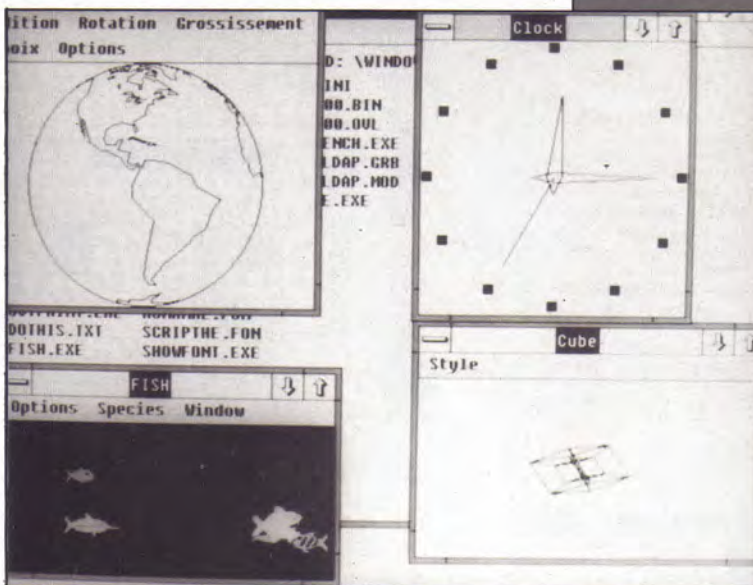 dition Rotation Grossissement
oix Options
D: \WINDO
INI
00.BIN
00.OVL
ENCH.EXE
LDAP.GRB
LDAP.MOD
E.EXE
DOTHIS.TXT SCRIPTHE.FON
FISH.EXE SHOWFONT.EXE
Clock
FISH
Options Species Window
Cube
Style